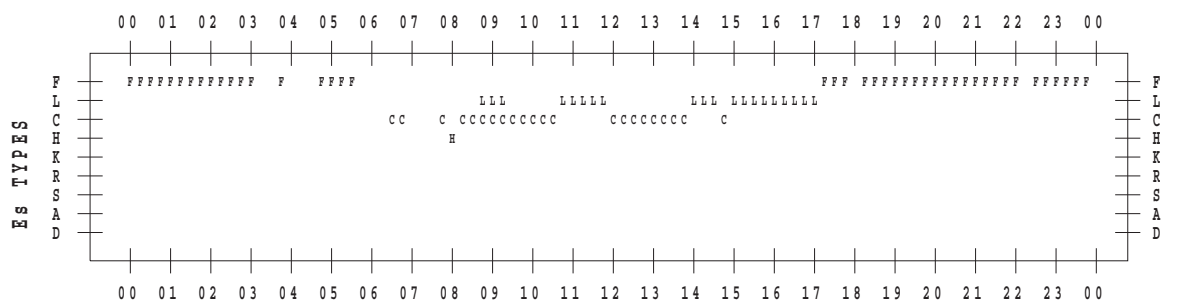 00 01 02 03 04 05 06 07 08 09 10 11 12 13 14 15 16 17 18 19 20 21 22 23 00
F FFFFFFFFFFFFF F FFFF FFF FFFFFFFFFFFFFFFF FFFFFF F
L LLL LLLLL LLL LLLLLLLLL L
C CC C CCCCCCCCCC CCCCCCCC C C
H H H
K K
R R
S S
A A
D D
Es TYPES
00 01 02 03 04 05 06 07 08 09 10 11 12 13 14 15 16 17 18 19 20 21 22 23 00